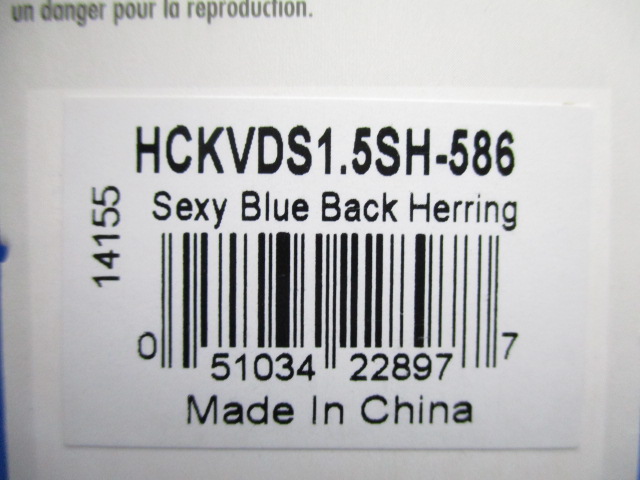 un danger pour la reproduction.
HCKVDS1.5SH-586
Sexy Blue Back Herring
14155
0 51034 22897 7
Made In China